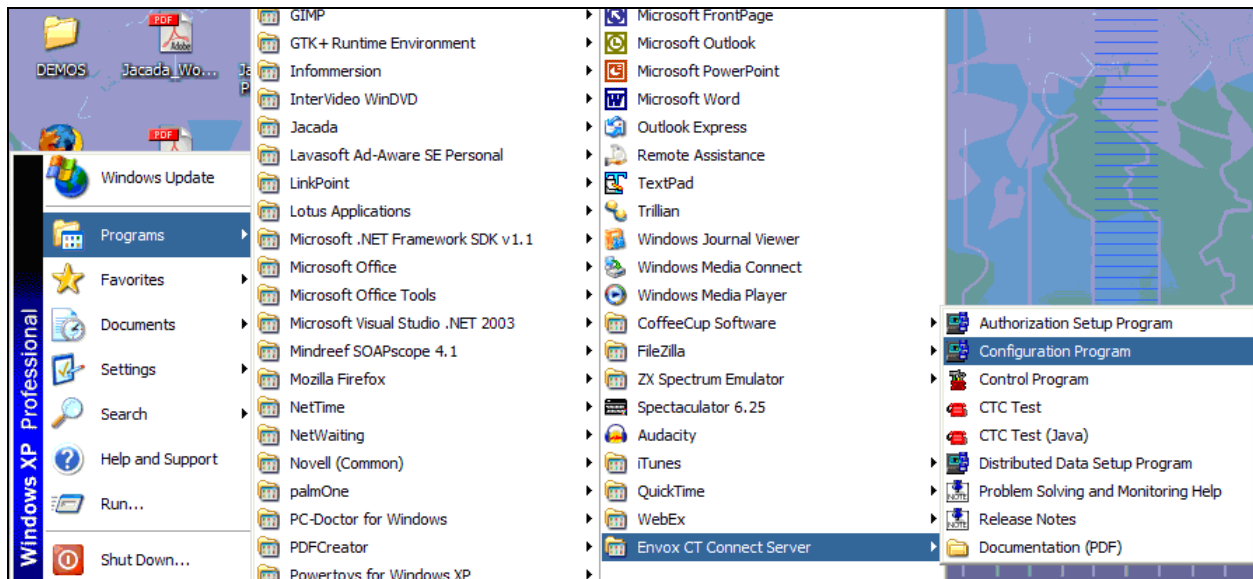 DEMOS
Jacada_Wo...
Windows XP Professional
Windows Update
Programs
Favorites
Documents
Settings
Search
Help and Support
Run...
Shut Down...
GIMP
GTK+ Runtime Environment
Infommersion
InterVideo WinDVD
Jacada
Lavasoft Ad-Aware SE Personal
LinkPoint
Lotus Applications
Microsoft .NET Framework SDK v1.1
Microsoft Office
Microsoft Office Tools
Microsoft Visual Studio .NET 2003
Mindreef SOAPscope 4.1
Mozilla Firefox
NetTime
NetWaiting
Novell (Common)
palmOne
PC-Doctor for Windows
PDFCreator
Powertoys for Windows XP
Microsoft FrontPage
Microsoft Outlook
Microsoft PowerPoint
Microsoft Word
Outlook Express
Remote Assistance
TextPad
Trillian
Windows Journal Viewer
Windows Media Connect
Windows Media Player
CoffeeCup Software
FileZilla
ZX Spectrum Emulator
Spectaculator 6.25
Audacity
iTunes
QuickTime
WebEx
Envox CT Connect Server
Authorization Setup Program
Configuration Program
Control Program
CTC Test
CTC Test (Java)
Distributed Data Setup Program
Problem Solving and Monitoring Help
Release Notes
Documentation (PDF)